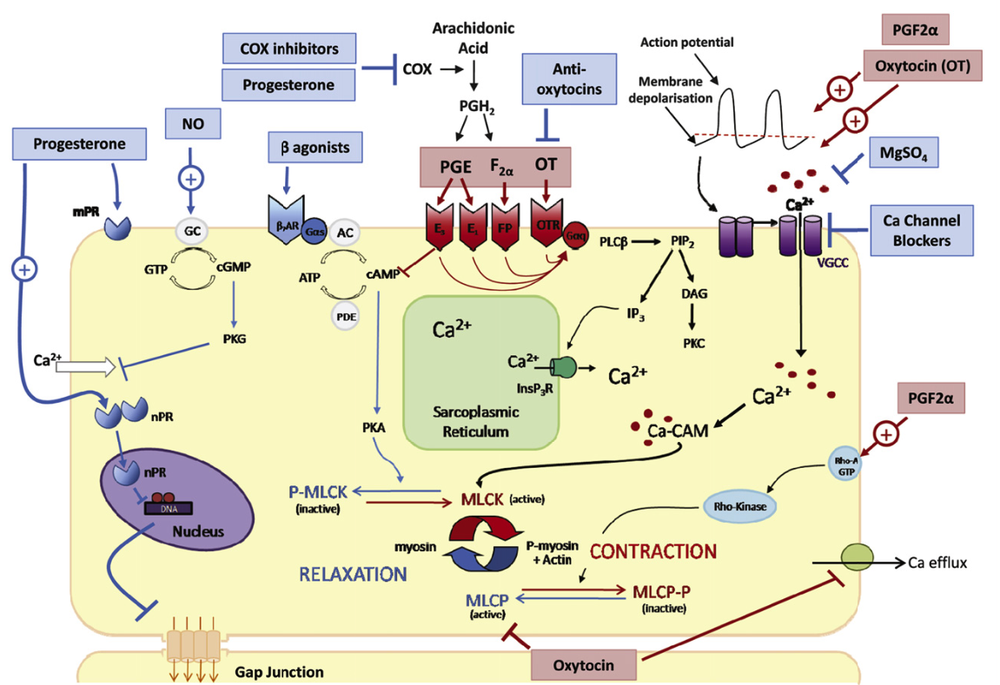 Arachidonic
Acid
COX inhibitors
Progesterone
COX
PGH2
Anti-
oxytocins
Action potential
Membrane
depolarisation
PGF2α
Oxytocin (OT)
+
+
MgSO4
Ca2+
Ca Channel
Blockers
VGCC
Progesterone
NO
+
β agonists
PGE
F2α
OT
mPR
GC
β2AR
Gαs
AC
FP
OTR
Gαq
PLCβ
PIP2
GTP
cGMP
ATP
cAMP
PDE
DAG
IP3
PKC
+
PKG
Ca2+
nPR
PKA
Ca2+
Ca2+
InsP3R
Ca2+
Sarcoplasmic
Reticulum
Ca2+
Ca-CAM
PGF2α
+
Rho-A
GTP
Rho-Kinase
nPR
DNA
Nucleus
P-MLCK
(inactive)
MLCK (active)
myosin
P-myosin
+ Actin
CONTRACTION
RELAXATION
MLCP
(active)
MLCP-P
(inactive)
Ca efflux
Oxytocin
Gap Junction